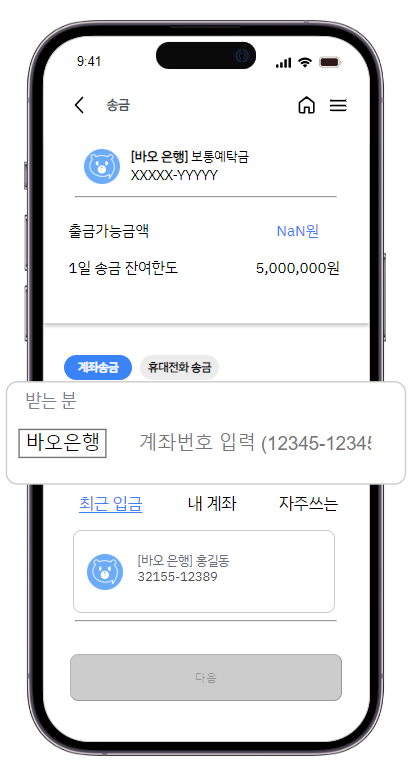 9:41
송금
[바오 은행] 보통예탁금
XXXXX-YYYYY
출금가능금액 NaN원
1일 송금 잔여한도 5,000,000원
계좌송금 휴대전화 송금
받는 분
바오은행 계좌번호 입력 (12345-12345
최근 입금 내 계좌 자주쓰는
[바오 은행] 홍길동
32155-12389
다음